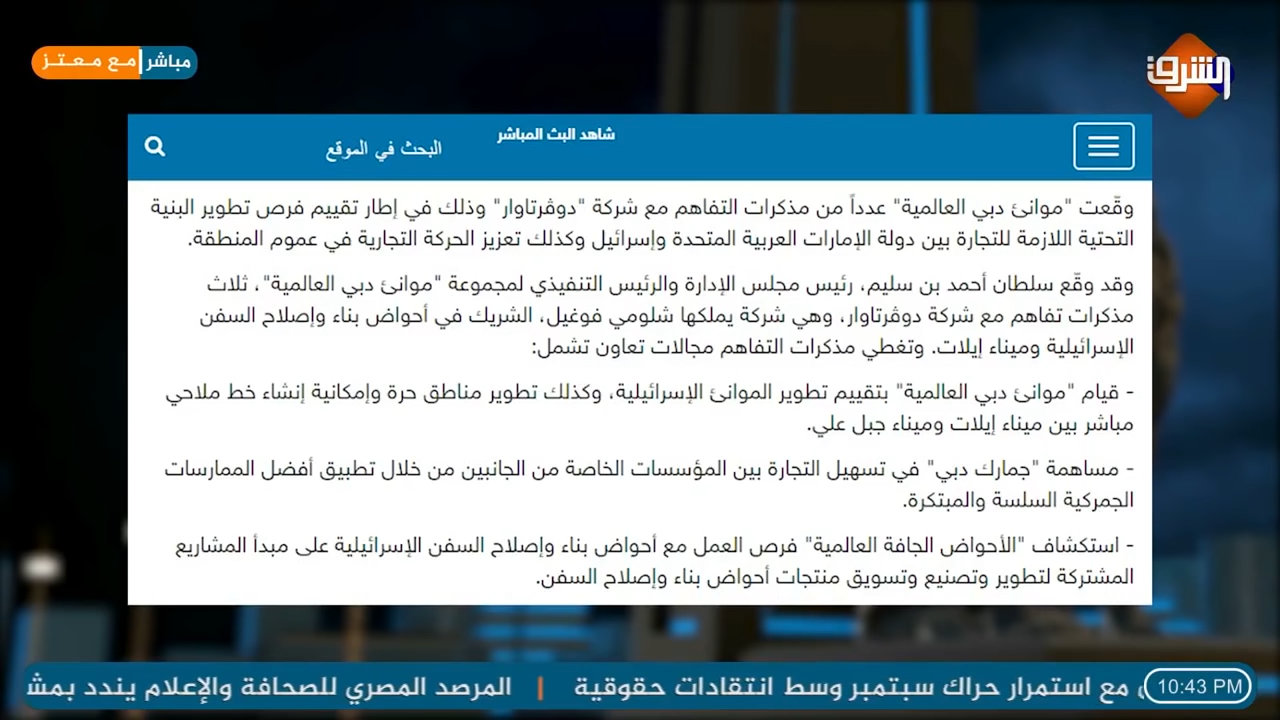 مباشر مـع مـعـتـز
الشرق
شاهد البث المباشر
البحث في الموقع
وقّعت "موانئ دبي العالمية" عدداً من مذكرات التفاهم مع شركة "دوڤرتاوار" وذلك في إطار تقييم فرص تطوير البنية
التحتية اللازمة للتجارة بين دولة الإمارات العربية المتحدة وإسرائيل وكذلك تعزيز الحركة التجارية في عموم المنطقة.
وقد وقّع سلطان أحمد بن سليم، رئيس مجلس الإدارة والرئيس التنفيذي لمجموعة "موانئ دبي العالمية"، ثلاث
مذكرات تفاهم مع شركة دوڤرتاوار، وهي شركة يملكها شلومي فوغيل، الشريك في أحواض بناء وإصلاح السفن
الإسرائيلية وميناء إيلات. وتغطي مذكرات التفاهم مجالات تعاون تشمل:
- قيام "موانئ دبي العالمية" بتقييم تطوير الموانئ الإسرائيلية، وكذلك تطوير مناطق حرة وإمكانية إنشاء خط ملاحي
مباشر بين ميناء إيلات وميناء جبل علي.
- مساهمة "جمارك دبي" في تسهيل التجارة بين المؤسسات الخاصة من الجانبين من خلال تطبيق أفضل الممارسات
الجمركية السلسة والمبتكرة.
- استكشاف "الأحواض الجافة العالمية" فرص العمل مع أحواض بناء وإصلاح السفن الإسرائيلية على مبدأ المشاريع
المشتركة لتطوير وتصنيع وتسويق منتجات أحواض بناء وإصلاح السفن.
10:43 PM مع استمرار حراك سبتمبر وسط انتقادات حقوقية | المرصد المصري للصحافة والإعلام يندد بمش